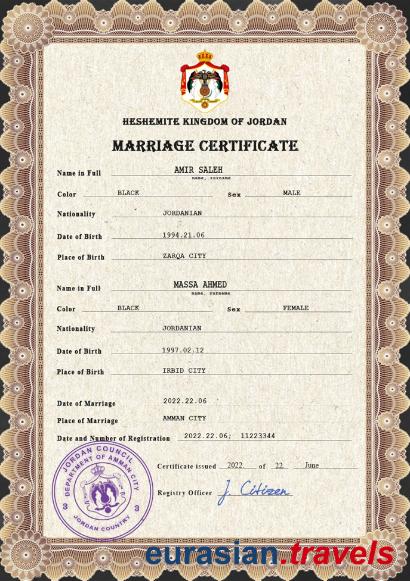 HESHEMITE KINGDOM OF JORDAN
MARRIAGE CERTIFICATE
Name in Full AMIR SALEH
name, surname
Color BLACK Sex MALE
Nationality JORDANIAN
Date of Birth 1994.21.06
Place of Birth ZARQA CITY
Name in Full MASSA AHMED
name, surname
Color BLACK Sex FEMALE
Nationality JORDANIAN
Date of Birth 1997.02.12
Place of Birth IRBID CITY
Date of Marriage 2022.22.06
Place of Marriage AMMAN CITY
Date and Number of Registration 2022.22.06; 11223344
Certificate issued 2022 of 22 June
Registry Officer J. Citizen
JORDAN COUNCIL
DEPARTMENT OF AMMAN CITY
3 3
JORDAN COUNTRY
eurasian.travels